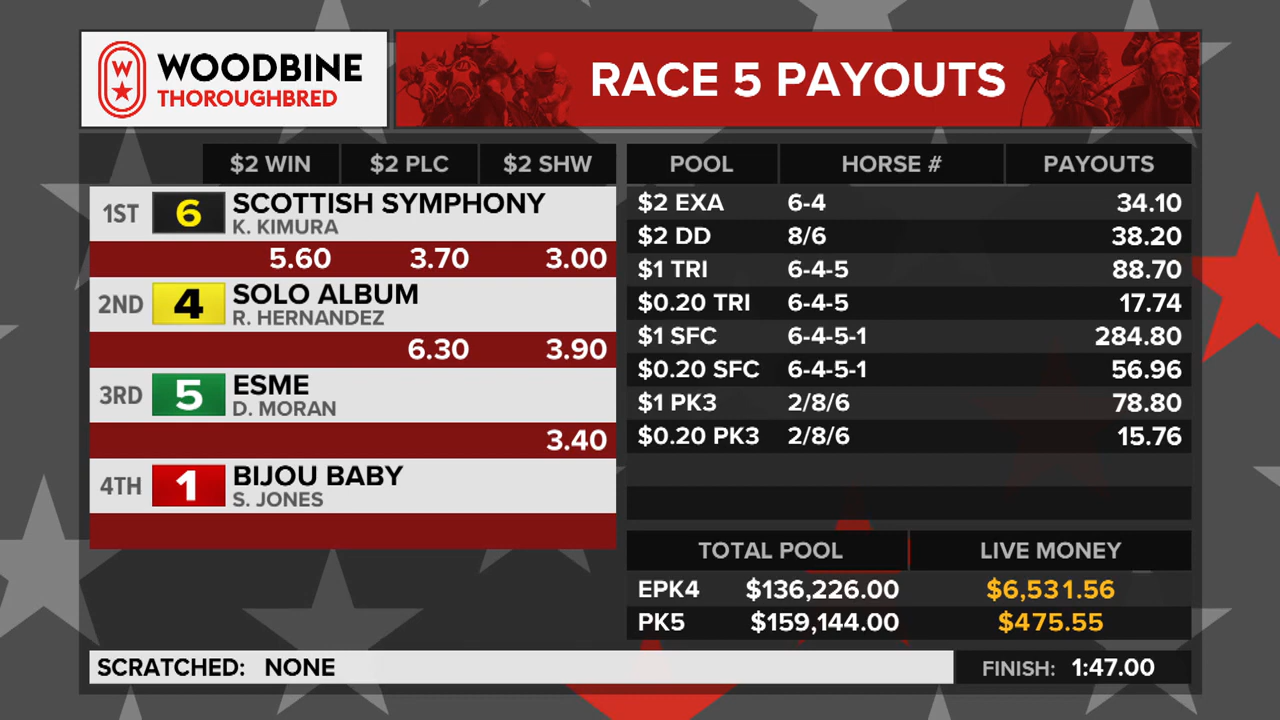 W
WOODBINE
THOROUGHBRED
RACE 5 PAYOUTS
$2 WIN $2 PLC $2 SHW
1ST 6 SCOTTISH SYMPHONY
K. KIMURA
5.60 3.70 3.00
2ND 4 SOLO ALBUM
R. HERNANDEZ
6.30 3.90
3RD 5 ESME
D. MORAN
3.40
4TH 1 BIJOU BABY
S. JONES
POOL HORSE # PAYOUTS
$2 EXA 6-4 34.10
$2 DD 8/6 38.20
$1 TRI 6-4-5 88.70
$0.20 TRI 6-4-5 17.74
$1 SFC 6-4-5-1 284.80
$0.20 SFC 6-4-5-1 56.96
$1 PK3 2/8/6 78.80
$0.20 PK3 2/8/6 15.76
TOTAL POOL LIVE MONEY
EPK4 $136,226.00 $6,531.56
PK5 $159,144.00 $475.55
SCRATCHED: NONE
FINISH: 1:47.00